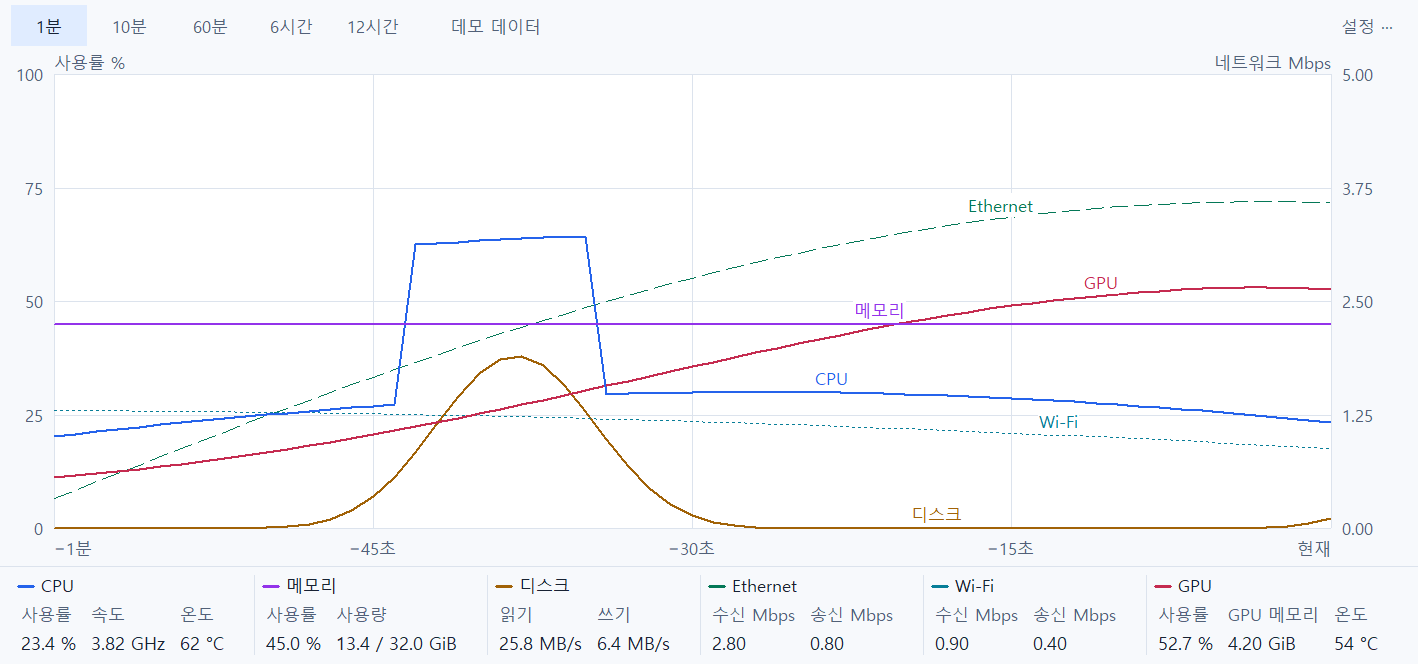 1분 10분 60분 6시간 12시간 데모 데이터 설정 ···
사용률 % 네트워크 Mbps
100 5.00
75 3.75
Ethernet
GPU
50 2.50
메모리
CPU
25 1.25
Wi-Fi
디스크
0 0.00
−1분 −45초 −30초 −15초 현재
CPU 메모리 디스크 Ethernet Wi-Fi GPU
사용률 속도 온도 사용률 사용량 읽기 쓰기 수신 Mbps 송신 Mbps 수신 Mbps 송신 Mbps 사용률 GPU 메모리 온도
23.4 % 3.82 GHz 62 °C 45.0 % 13.4 / 32.0 GiB 25.8 MB/s 6.4 MB/s 2.80 0.80 0.90 0.40 52.7 % 4.20 GiB 54 °C